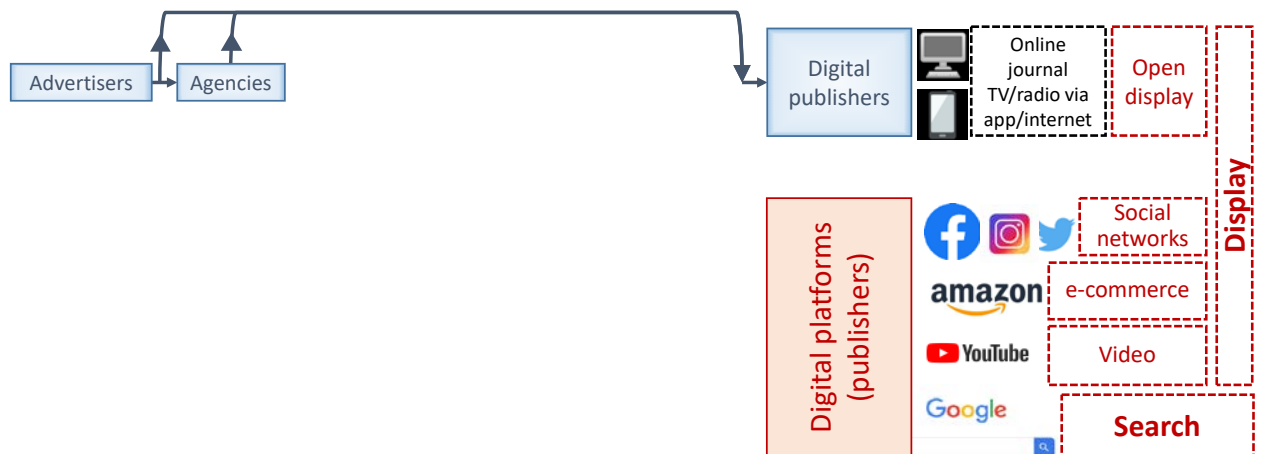 Advertisers
Agencies
Digital
publishers
Online
journal
TV/radio via
app/internet
Open
display
Display
Digital platforms
(publishers)
Social
networks
amazon
e-commerce
YouTube
Video
Google
Search